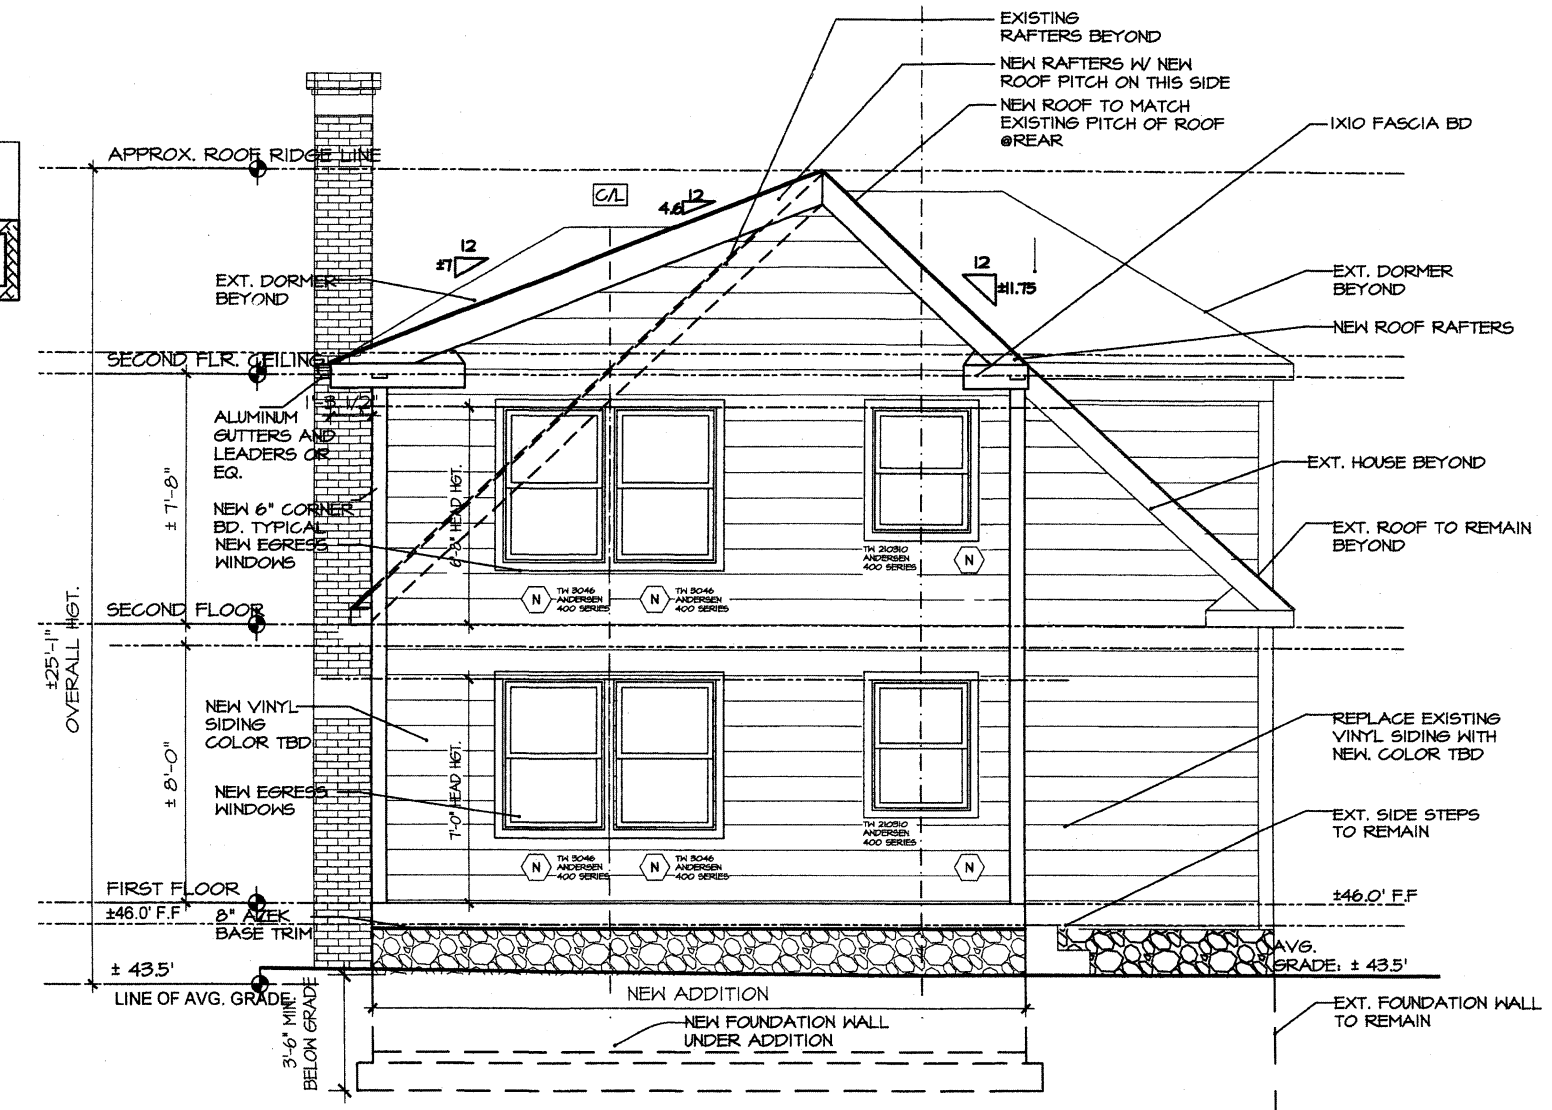 EXISTING
RAFTERS BEYOND
NEW RAFTERS W/ NEW
ROOF PITCH ON THIS SIDE
NEW ROOF TO MATCH
EXISTING PITCH OF ROOF
@REAR
1X10 FASCIA BD
APPROX. ROOF RIDGE LINE
C/L
12
4.6
12
±7
12
±11.75
EXT. DORMER
BEYOND
EXT. DORMER
BEYOND
NEW ROOF RAFTERS
SECOND FLR. CEILING
1'-3 1/2"
ALUMINUM
GUTTERS AND
LEADERS OR
EQ.
± 7'-8"
NEW 6" CORNER
BD. TYPICAL
NEW EGRESS
WINDOWS
6'-8" HEAD HGT.
EXT. HOUSE BEYOND
EXT. ROOF TO REMAIN
BEYOND
TW 210310
ANDERSEN
400 SERIES
N
N
TW 3046
ANDERSEN
400 SERIES
N
TW 3046
ANDERSEN
400 SERIES
SECOND FLOOR
±25'-1"
OVERALL HGT.
NEW VINYL
SIDING
COLOR TBD
± 8'-0"
NEW EGRESS
WINDOWS
7'-0" HEAD HGT.
REPLACE EXISTING
VINYL SIDING WITH
NEW. COLOR TBD
EXT. SIDE STEPS
TO REMAIN
TW 210310
ANDERSEN
400 SERIES
N
N
TW 3046
ANDERSEN
400 SERIES
N
TW 3046
ANDERSEN
400 SERIES
FIRST FLOOR
±46.0' F.F
8" AZEK
BASE TRIM
±46.0' F.F
AVG.
GRADE: ± 43.5'
± 43.5'
LINE OF AVG. GRADE
3'-6" MIN.
BELOW GRADE
NEW ADDITION
NEW FOUNDATION WALL
UNDER ADDITION
EXT. FOUNDATION WALL
TO REMAIN